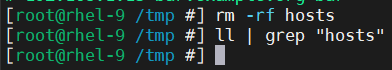 [root@rhel-9 /tmp #] rm -rf hosts
[root@rhel-9 /tmp #] ll | grep "hosts"
[root@rhel-9 /tmp #]